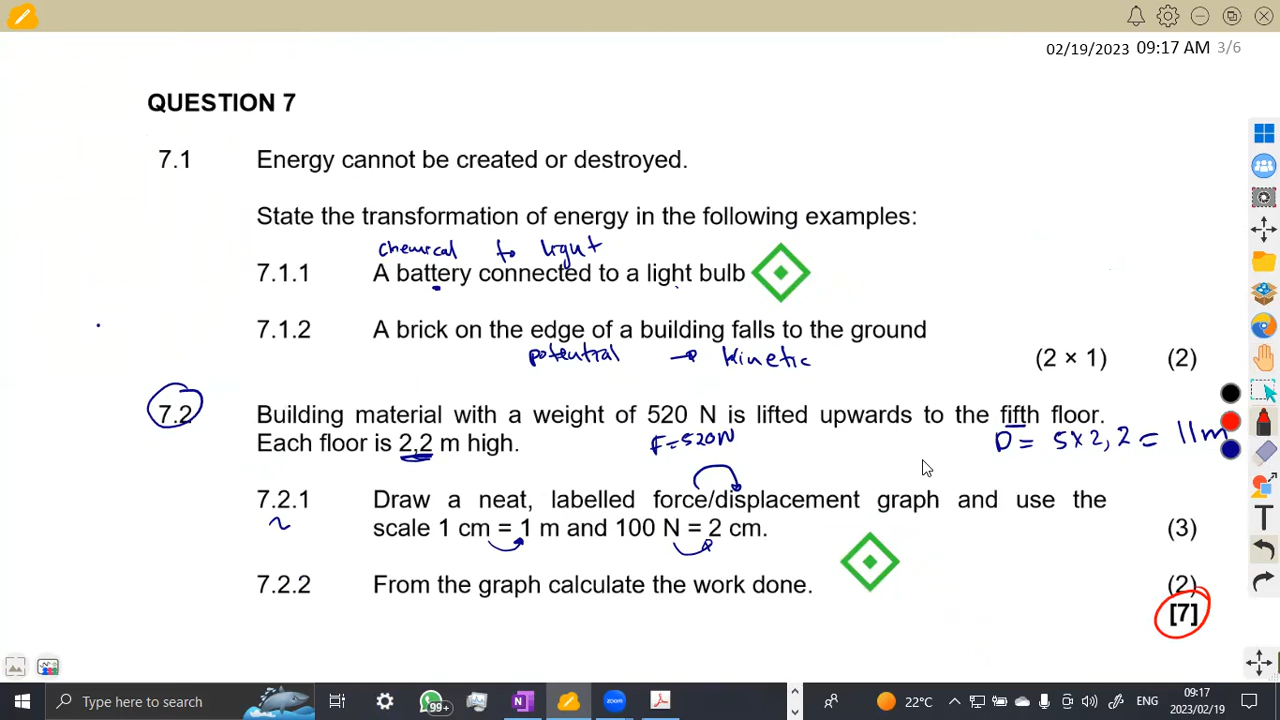 02/19/2023 09:17 AM 3/6
QUESTION 7
7.1 Energy cannot be created or destroyed.
State the transformation of energy in the following examples:
chemical to light
7.1.1 A battery connected to a light bulb
7.1.2 A brick on the edge of a building falls to the ground
potential → kinetic
(2 × 1) (2)
7.2 Building material with a weight of 520 N is lifted upwards to the fifth floor.
Each floor is 2,2 m high.
F = 520N
D = 5 x 2,2 = 11m
7.2.1 Draw a neat, labelled force/displacement graph and use the
scale 1 cm = 1 m and 100 N = 2 cm. (3)
7.2.2 From the graph calculate the work done. (2)
[7]
Type here to search
99+
22°C
ENG
09:17
2023/02/19